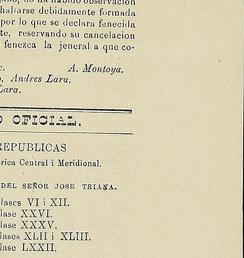 no ha habido observacion
hallarse debidamente formada
por lo que se declara fenecida
te, reservando su cancelacion
fenezca la jeneral a que co-
e. A. Montoya.
o, Andres Lara.
Lara.
O OFICIAL.
REPUBLICAS
érica Central i Meridional.
DEL SEÑOR JOSE TRIANA.
lases VI i XII.
lase XXVI.
lase XXXV.
lases XLII i XLIII.
lase LXXII.